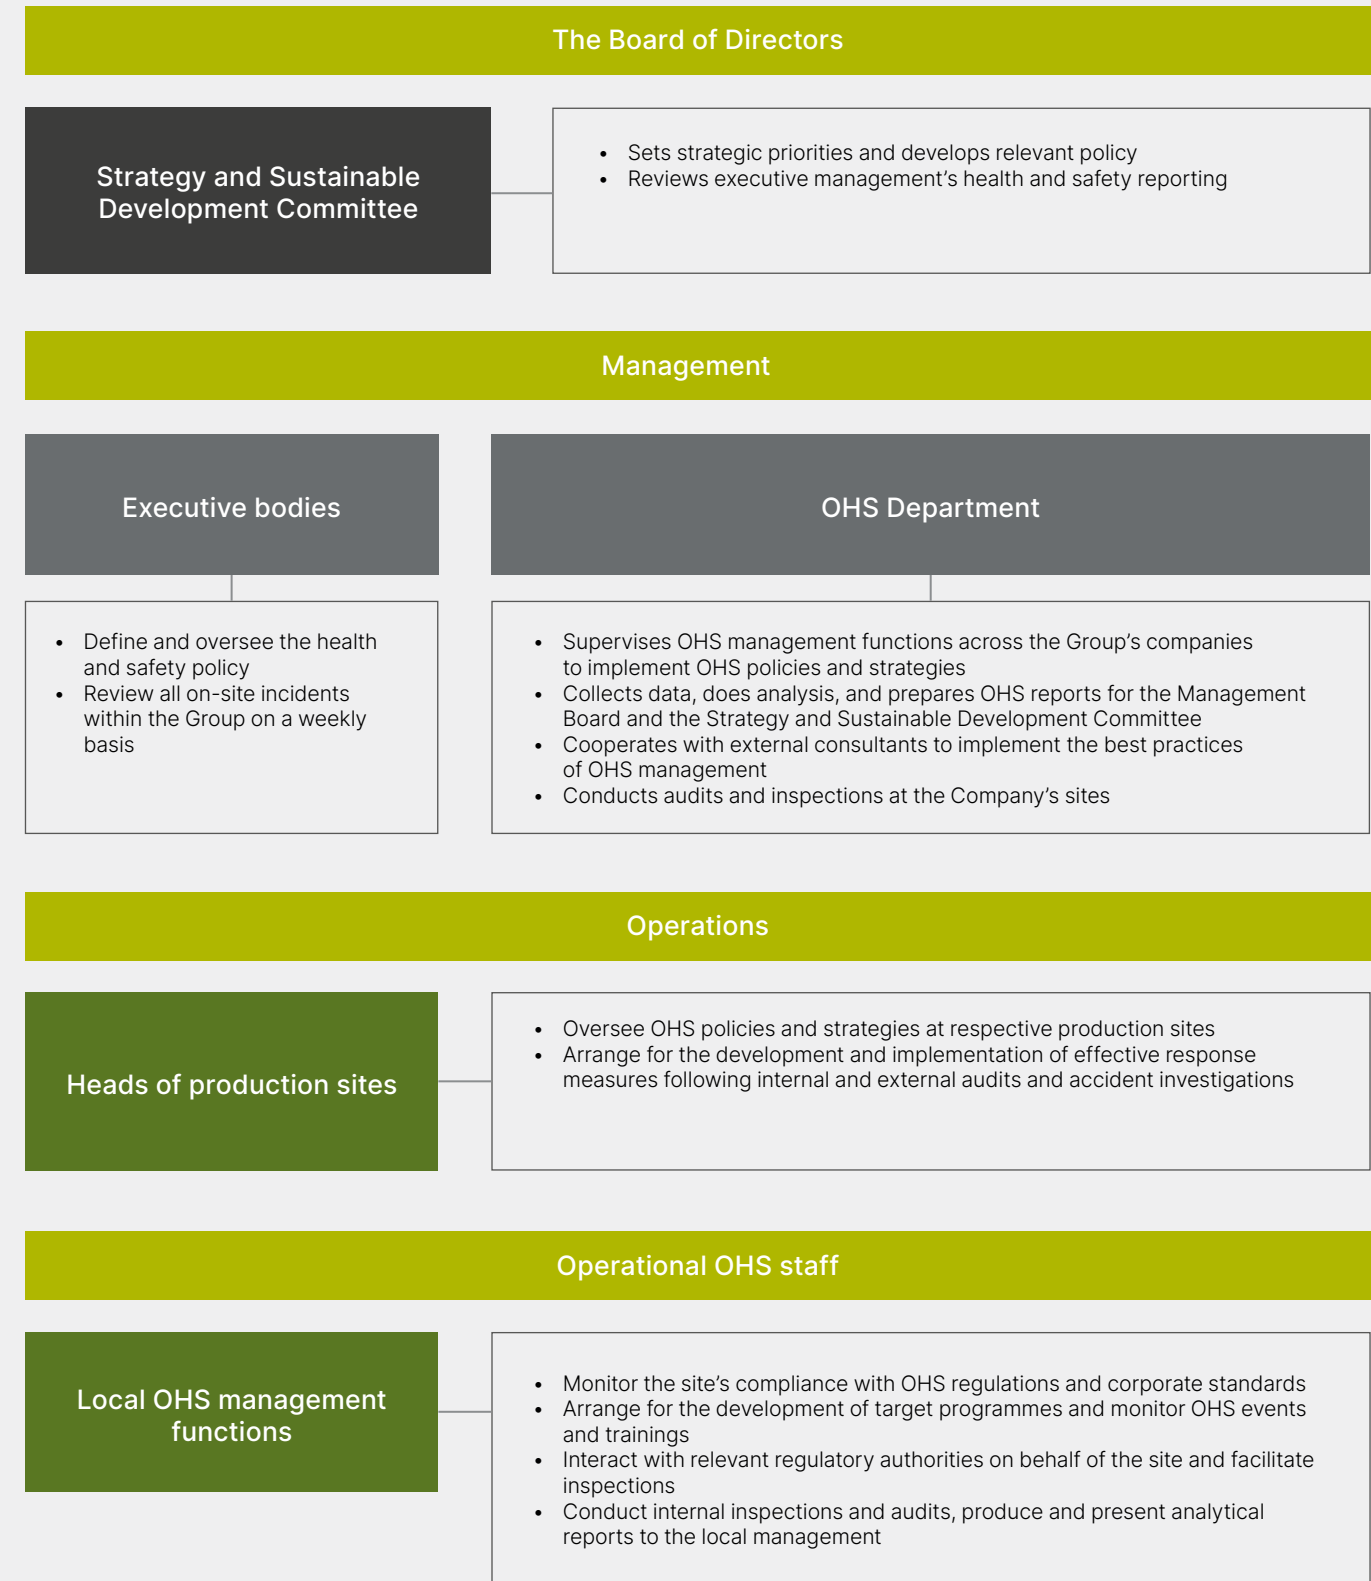 The Board of Directors
Strategy and Sustainable
Development Committee
• Sets strategic priorities and develops relevant policy
• Reviews executive management’s health and safety reporting
Management
Executive bodies
• Define and oversee the health
and safety policy
• Review all on-site incidents
within the Group on a weekly
basis
OHS Department
• Supervises OHS management functions across the Group’s companies
to implement OHS policies and strategies
• Collects data, does analysis, and prepares OHS reports for the Management
Board and the Strategy and Sustainable Development Committee
• Cooperates with external consultants to implement the best practices
of OHS management
• Conducts audits and inspections at the Company’s sites
Operations
Heads of production sites
• Oversee OHS policies and strategies at respective production sites
• Arrange for the development and implementation of effective response
measures following internal and external audits and accident investigations
Operational OHS staff
Local OHS management
functions
• Monitor the site’s compliance with OHS regulations and corporate standards
• Arrange for the development of target programmes and monitor OHS events
and trainings
• Interact with relevant regulatory authorities on behalf of the site and facilitate
inspections
• Conduct internal inspections and audits, produce and present analytical
reports to the local management